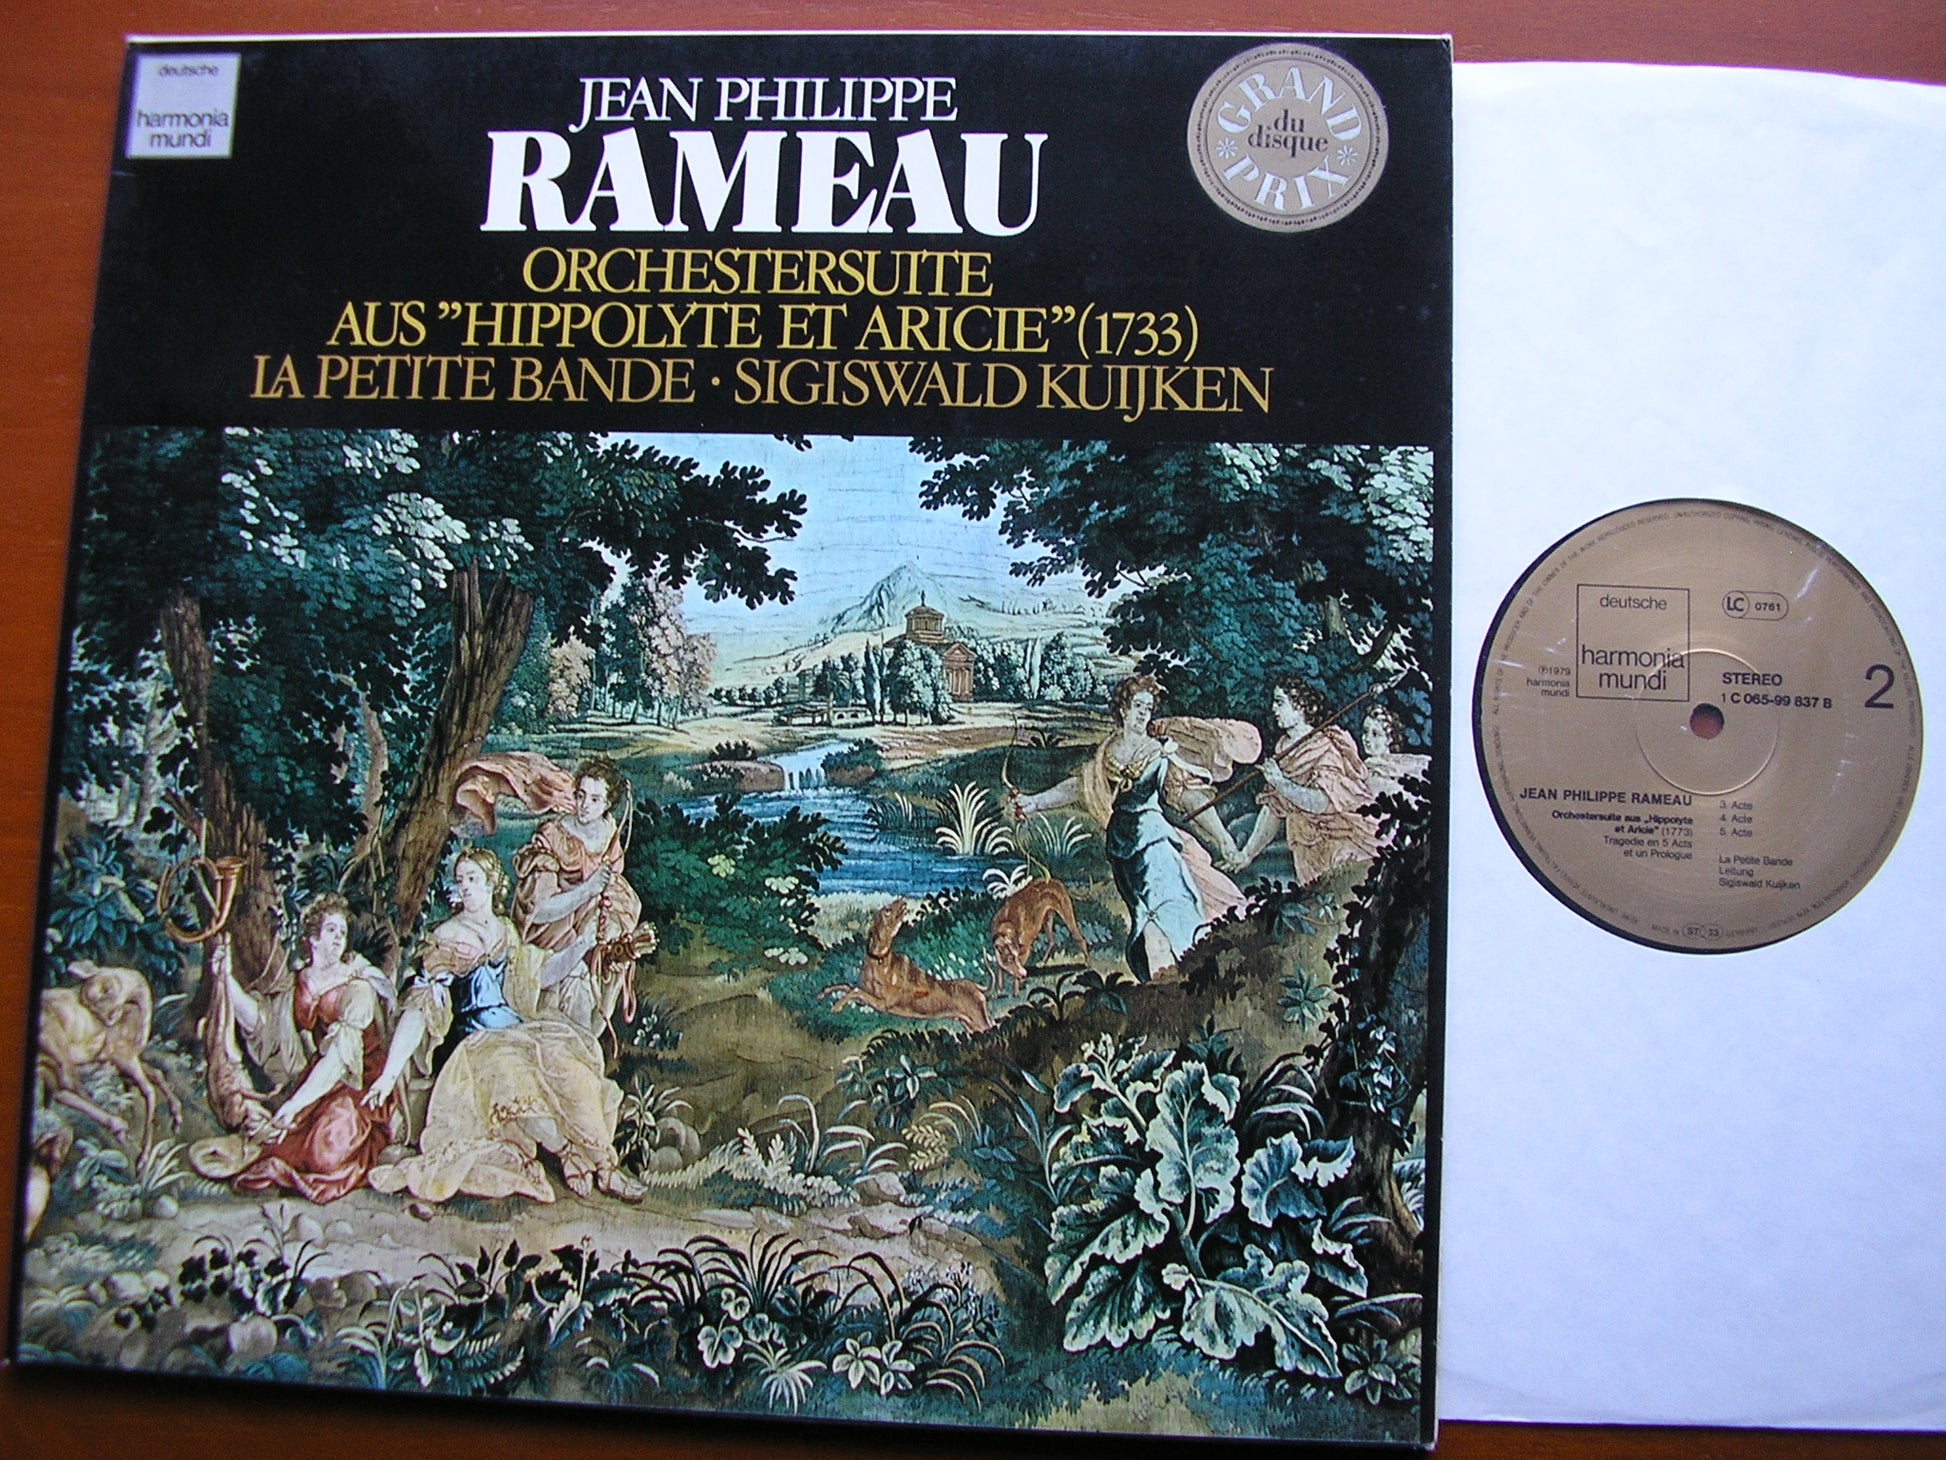 deutsche
harmonia
mundi
JEAN PHILIPPE
RAMEAU
ORCHESTERSUITE
AUS ”HIPPOLYTE ET ARICIE” (1733)
LA PETITE BANDE · SIGISWALD KUIJKEN
GRAND
du
disque
PRIX
deutsche
harmonia
mundi
LC 0761
℗ 1979
harmonia
mundi
STEREO
1 C 065-99 837 B
2
JEAN PHILIPPE RAMEAU
Orchestersuite aus „Hippolyte
et Aricie" (1773)
Tragedie en 5 Acts
et un Prologue
3. Acte
4. Acte
5. Acte
La Petite Bande
Leitung
Sigiswald Kuijken
ST 33